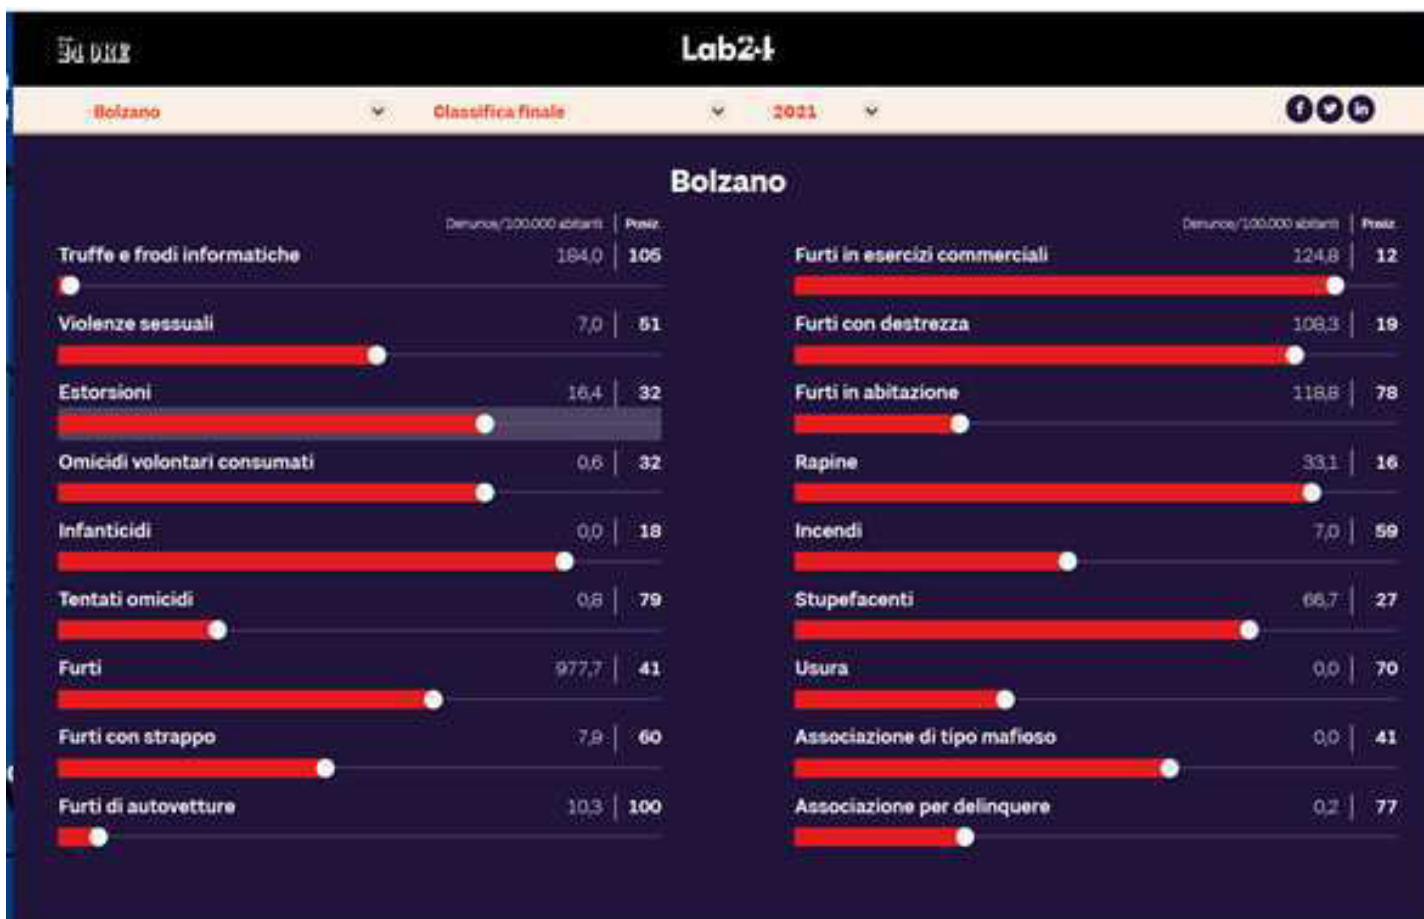 24 ORE
Lab24
Bolzano
Classifica finale
2021
Bolzano
Denunce/100.000 abitanti | Posiz.
Truffe e frodi informatiche 184,0 | 105
Violenze sessuali 7,0 | 51
Estorsioni 16,4 | 32
Omicidi volontari consumati 0,6 | 32
Infanticidi 0,0 | 18
Tentati omicidi 0,8 | 79
Furti 977,7 | 41
Furti con strappo 7,9 | 60
Furti di autovetture 10,3 | 100
Denunce/100.000 abitanti | Posiz.
Furti in esercizi commerciali 124,8 | 12
Furti con destrezza 108,3 | 19
Furti in abitazione 118,8 | 78
Rapine 33,1 | 16
Incendi 7,0 | 59
Stupefacenti 66,7 | 27
Usura 0,0 | 70
Associazione di tipo mafioso 0,0 | 41
Associazione per delinquere 0,2 | 77